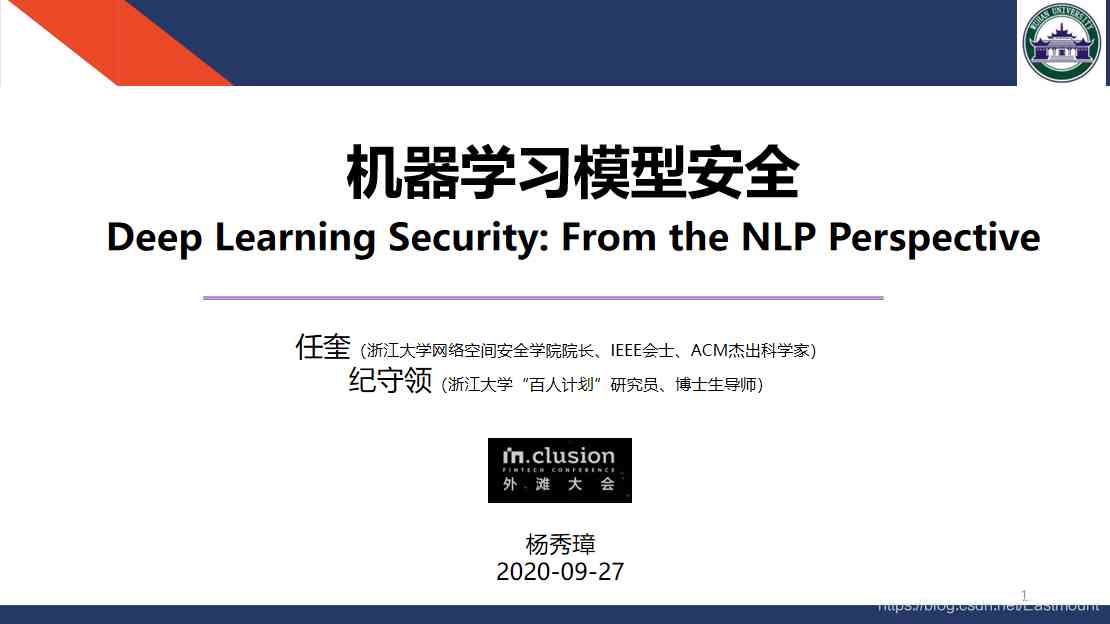 WUHAN UNIVERSITY
机器学习模型安全
Deep Learning Security: From the NLP Perspective
任奎（浙江大学网络空间安全学院院长、IEEE会士、ACM杰出科学家）
纪守领（浙江大学“百人计划”研究员、博士生导师）
in.clusion
FINTECH CONFERENCE
外滩大会
杨秀璋
2020-09-27
1
https://blog.csdn.net/Eastmount